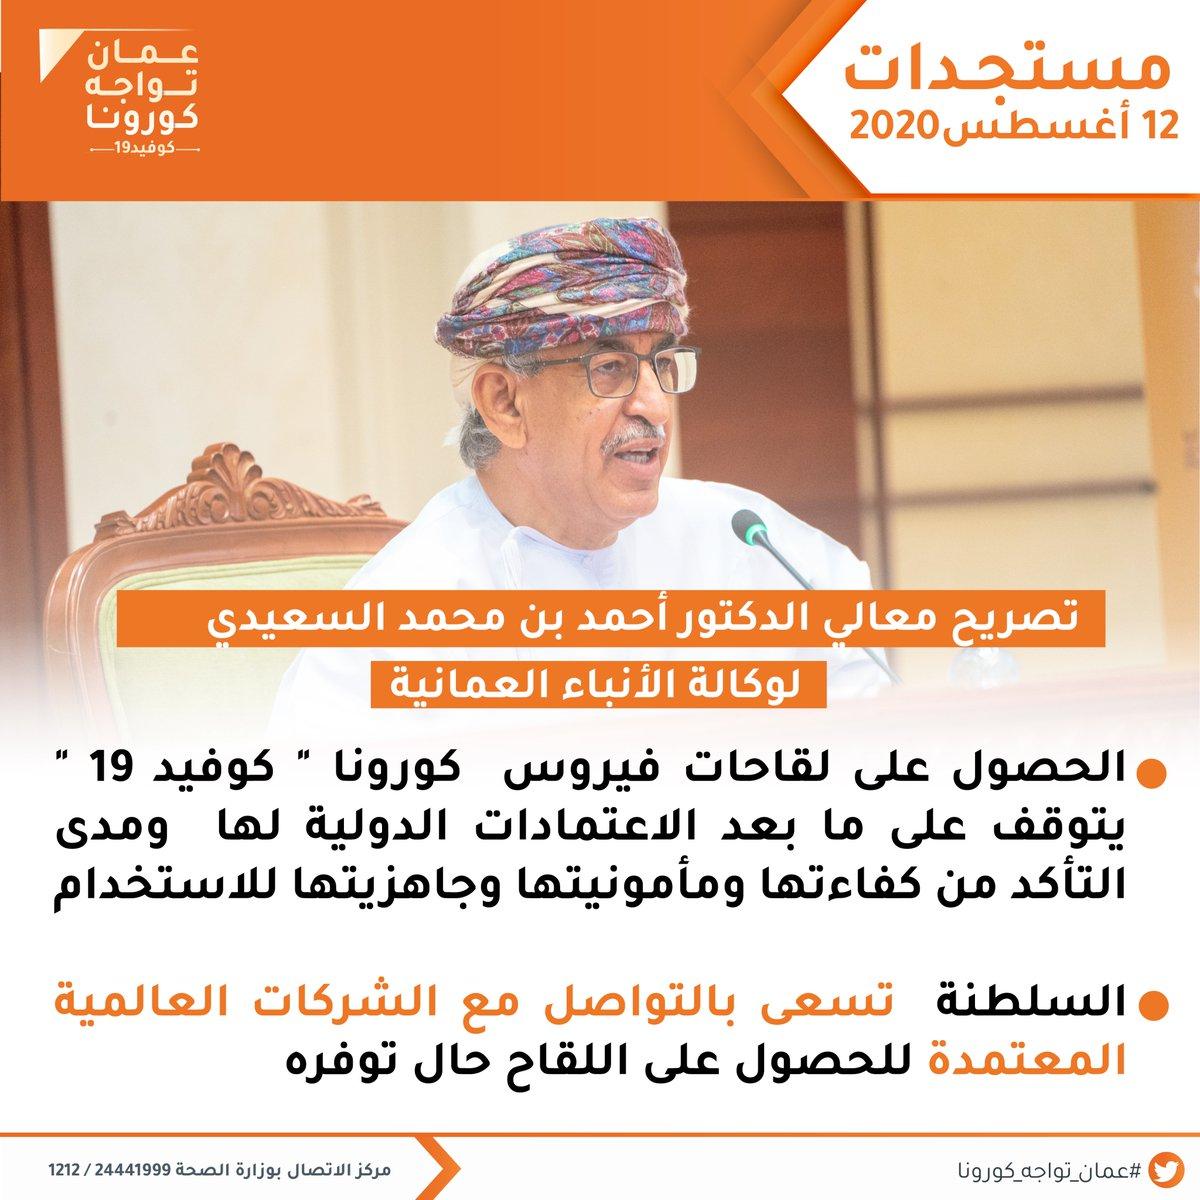 مستجدات
12 أغسطس2020
عمان
تواجه
كورونا
كوفيد19
تصريح معالي الدكتور أحمد بن محمد السعيدي
لوكالة الأنباء العمانية
الحصول على لقاحات فيروس كورونا " كوفيد 19 "
يتوقف على ما بعد الاعتمادات الدولية لها ومدى
التأكد من كفاءتها ومأمونيتها وجاهزيتها للاستخدام
السلطنة تسعى بالتواصل مع الشركات العالمية
المعتمدة للحصول على اللقاح حال توفره
#عمان_تواجه_كورونا
مركز الاتصال بوزارة الصحة 24441999 / 1212